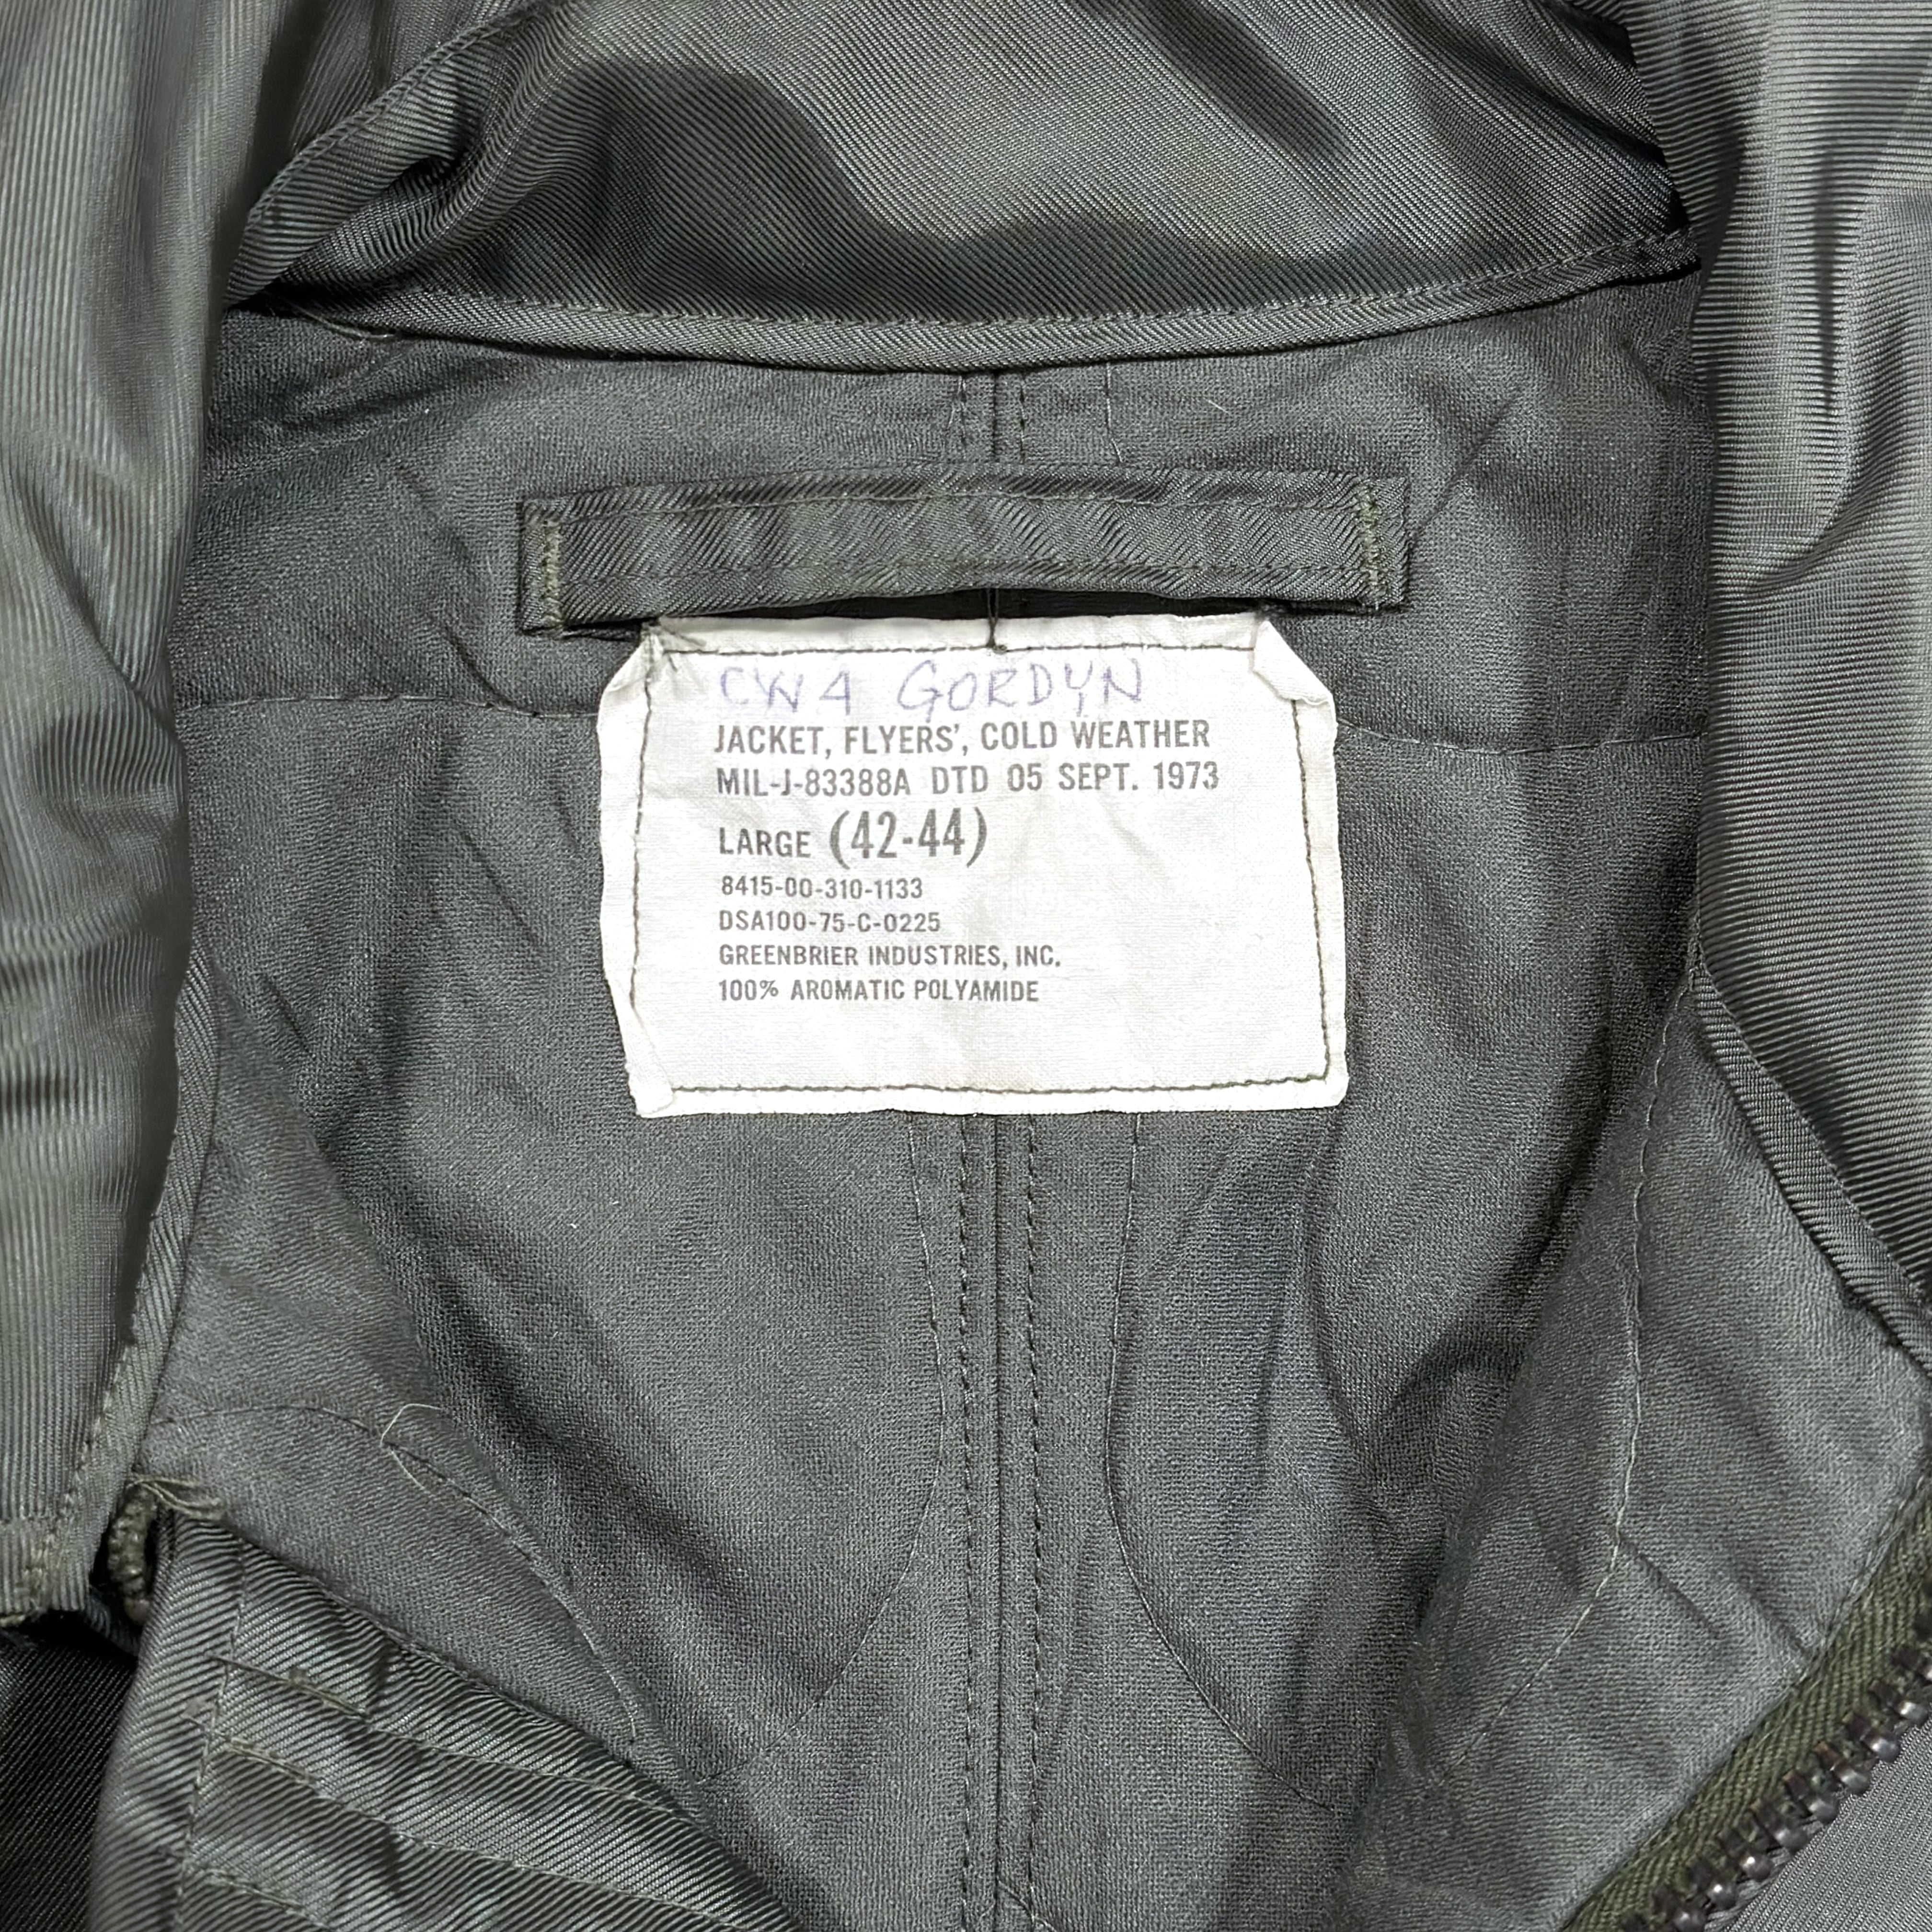 CW4 GORDYN
JACKET, FLYERS', COLD WEATHER
MIL-J-83388A DTD 05 SEPT. 1973
LARGE (42-44)
8415-00-310-1133
DSA100-75-C-0225
GREENBRIER INDUSTRIES, INC.
100% AROMATIC POLYAMIDE